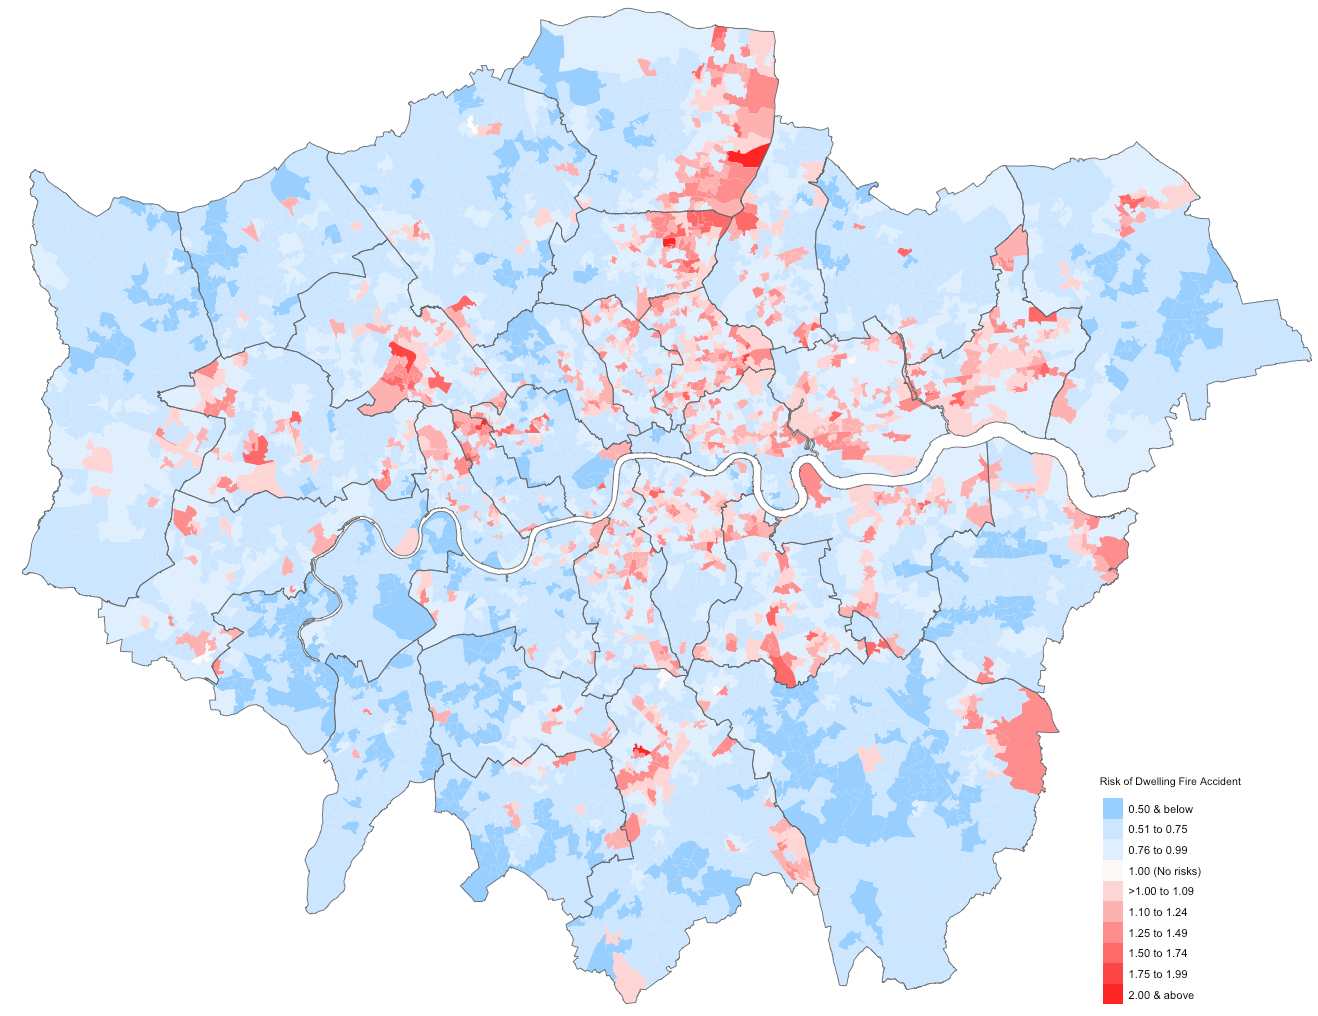 Risk of Dwelling Fire Accident
0.50 & below
0.51 to 0.75
0.76 to 0.99
1.00 (No risks)
>1.00 to 1.09
1.10 to 1.24
1.25 to 1.49
1.50 to 1.74
1.75 to 1.99
2.00 & above